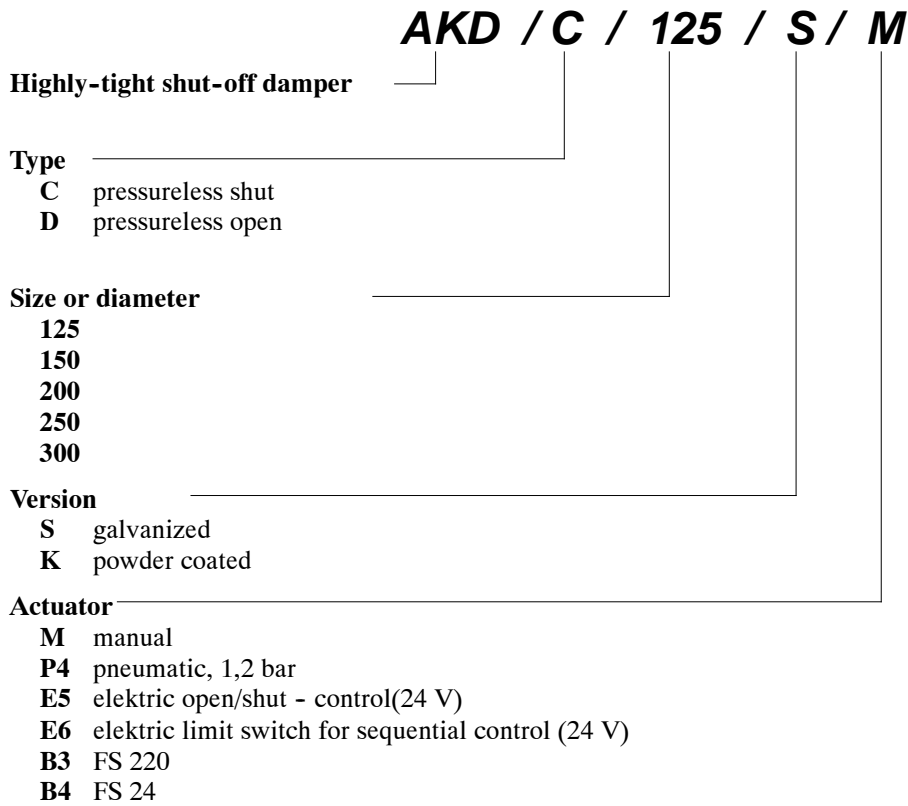 AKD / C / 125 / S / M
Highly-tight shut-off damper
Type
C pressureless shut
D pressureless open
Size or diameter
125
150
200
250
300
Version
S galvanized
K powder coated
Actuator
M manual
P4 pneumatic, 1,2 bar
E5 elektric open/shut - control(24 V)
E6 elektric limit switch for sequential control (24 V)
B3 FS 220
B4 FS 24